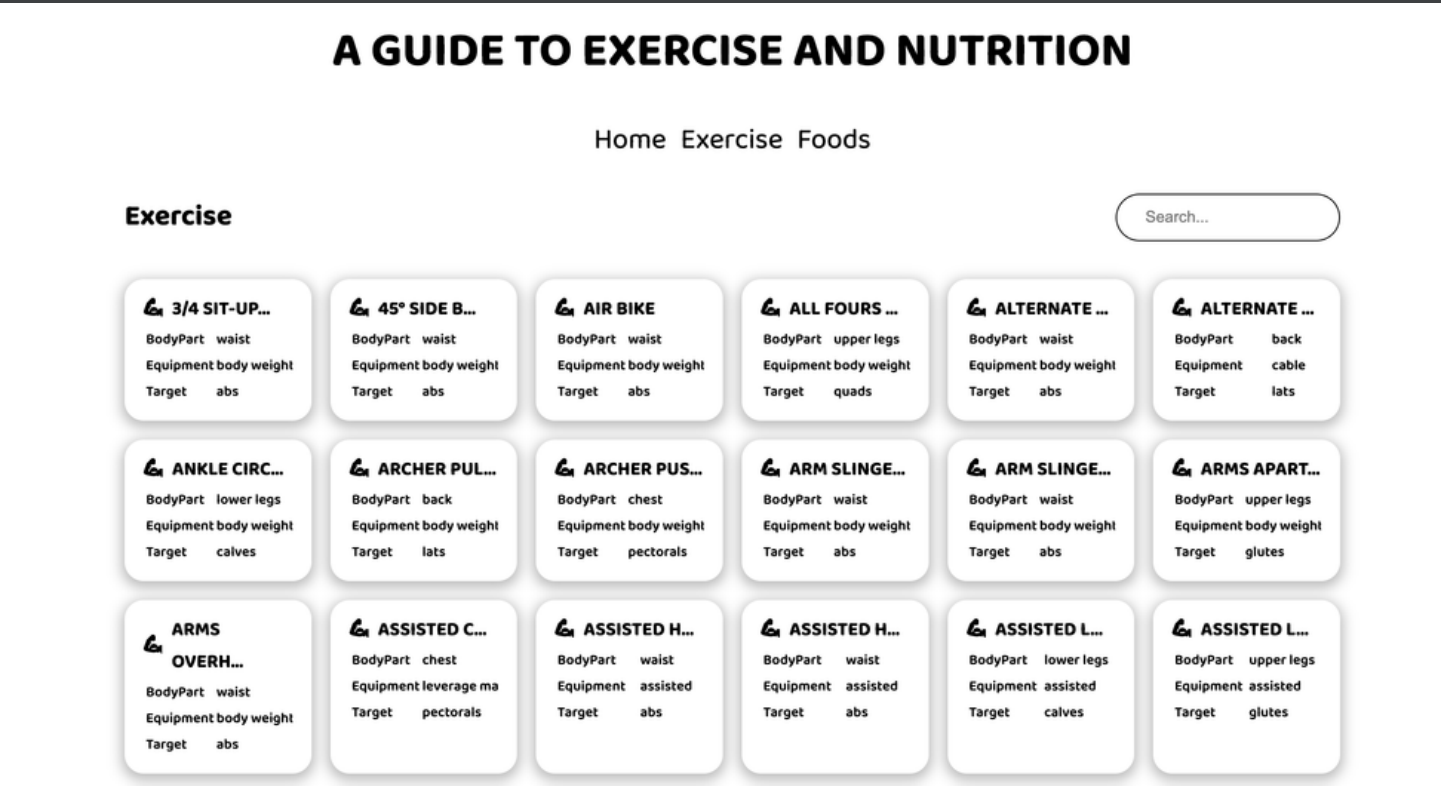 A GUIDE TO EXERCISE AND NUTRITION
Home Exercise Foods
Exercise
Search...
3/4 SIT-UP...
BodyPart waist
Equipment body weight
Target abs
45° SIDE B...
BodyPart waist
Equipment body weight
Target abs
AIR BIKE
BodyPart waist
Equipment body weight
Target abs
ALL FOURS ...
BodyPart upper legs
Equipment body weight
Target quads
ALTERNATE ...
BodyPart waist
Equipment body weight
Target abs
ALTERNATE ...
BodyPart back
Equipment cable
Target lats
ANKLE CIRC...
BodyPart lower legs
Equipment body weight
Target calves
ARCHER PUL...
BodyPart back
Equipment body weight
Target lats
ARCHER PUS...
BodyPart chest
Equipment body weight
Target pectorals
ARM SLINGE...
BodyPart waist
Equipment body weight
Target abs
ARM SLINGE...
BodyPart waist
Equipment body weight
Target abs
ARMS APART...
BodyPart upper legs
Equipment body weight
Target glutes
ARMS
OVERH...
BodyPart waist
Equipment body weight
Target abs
ASSISTED C...
BodyPart chest
Equipment leverage ma
Target pectorals
ASSISTED H...
BodyPart waist
Equipment assisted
Target abs
ASSISTED H...
BodyPart waist
Equipment assisted
Target abs
ASSISTED L...
BodyPart lower legs
Equipment assisted
Target calves
ASSISTED L...
BodyPart upper legs
Equipment assisted
Target glutes